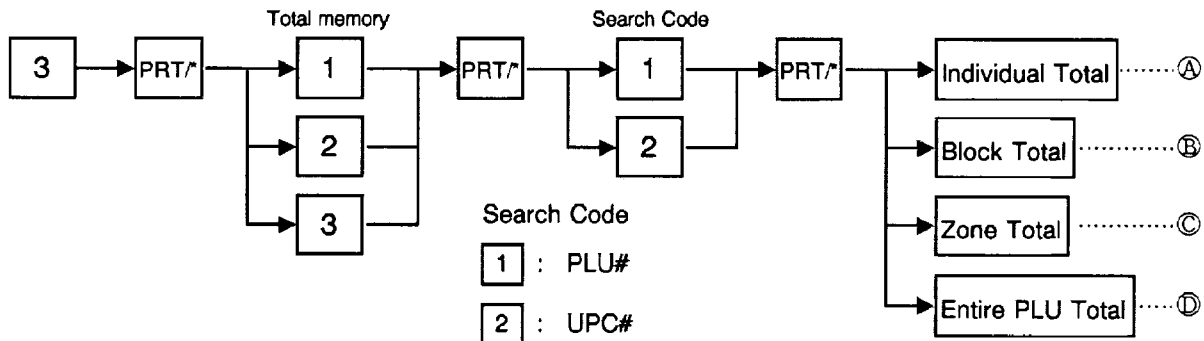 Total memory Search Code
3 PRT/* 1 PRT/* 1 PRT/* Individual Total Ⓐ
2 2 Block Total Ⓑ
3 Zone Total Ⓒ
Search Code
1 : PLU#
Entire PLU Total Ⓓ
2 : UPC#